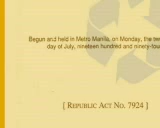 Begun and held in Metro Manila, on Monday, the
day of July, nineteen hundred and ninety-four
[ REPUBLIC ACT NO. 7924 ]